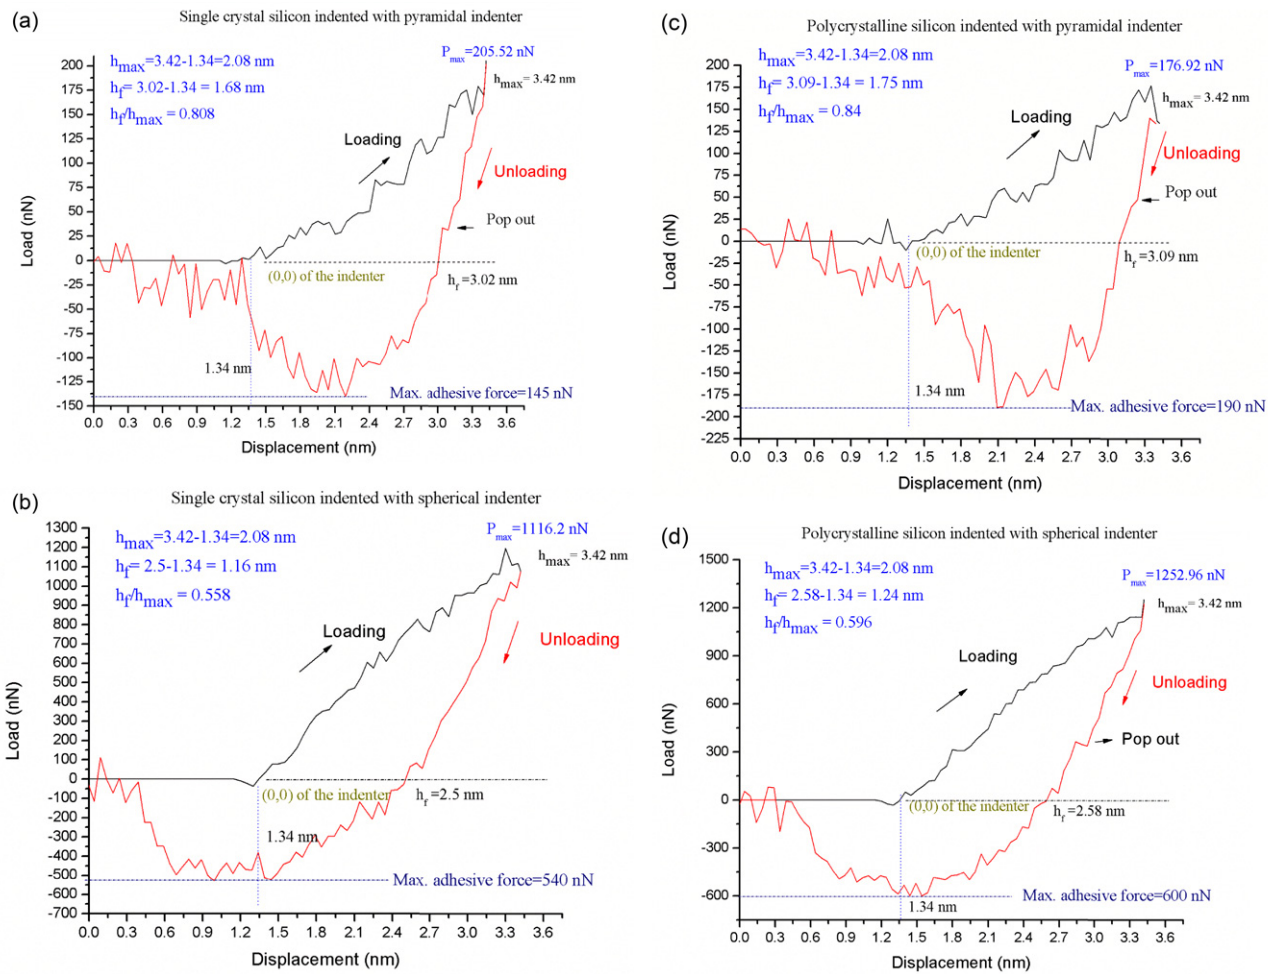 (a)
Single crystal silicon indented with pyramidal indenter
hmax=3.42-1.34=2.08 nm
hf= 3.02-1.34 = 1.68 nm
hf/hmax = 0.808
Pmax=205.52 nN
hmax= 3.42 nm
Loading
Unloading
Pop out
(0,0) of the indenter
hf =3.02 nm
1.34 nm
Max. adhesive force=145 nN
Load (nN)
200
175
150
125
100
75
50
25
0
-25
-50
-75
-100
-125
-150
0.0 0.3 0.6 0.9 1.2 1.5 1.8 2.1 2.4 2.7 3.0 3.3 3.6
Displacement (nm)
(b)
Single crystal silicon indented with spherical indenter
hmax=3.42-1.34=2.08 nm
hf= 2.5-1.34 = 1.16 nm
hf/hmax = 0.558
Pmax=1116.2 nN
hmax= 3.42 nm
Loading
Unloading
(0,0) of the indenter
hf =2.5 nm
1.34 nm
Max. adhesive force=540 nN
Load (nN)
1300
1200
1100
1000
900
800
700
600
500
400
300
200
100
0
-100
-200
-300
-400
-500
-600
-700
0.0 0.3 0.6 0.9 1.2 1.5 1.8 2.1 2.4 2.7 3.0 3.3 3.6
Displacement (nm)
(c)
Polycrystalline silicon indented with pyramidal indenter
hmax=3.42-1.34=2.08 nm
hf= 3.09-1.34 = 1.75 nm
hf/hmax = 0.84
Pmax=176.92 nN
hmax= 3.42 nm
Loading
Unloading
Pop out
(0,0) of the indenter
hf =3.09 nm
1.34 nm
Max. adhesive force=190 nN
Load (nN)
200
175
150
125
100
75
50
25
0
-25
-50
-75
-100
-125
-150
-175
-200
-225
0.0 0.3 0.6 0.9 1.2 1.5 1.8 2.1 2.4 2.7 3.0 3.3 3.6
Displacement (nm)
(d)
Polycrystalline silicon indented with spherical indenter
hmax=3.42-1.34=2.08 nm
hf= 2.58-1.34 = 1.24 nm
hf/hmax = 0.596
Pmax=1252.96 nN
hmax= 3.42 nm
Loading
Unloading
Pop out
(0,0) of the indenter
hf =2.58 nm
Max. adhesive force=600 nN
1.34 nm
Load (nN)
1500
1200
900
600
300
0
-300
-600
0.0 0.3 0.6 0.9 1.2 1.5 1.8 2.1 2.4 2.7 3.0 3.3 3.6
Displacement (nm)